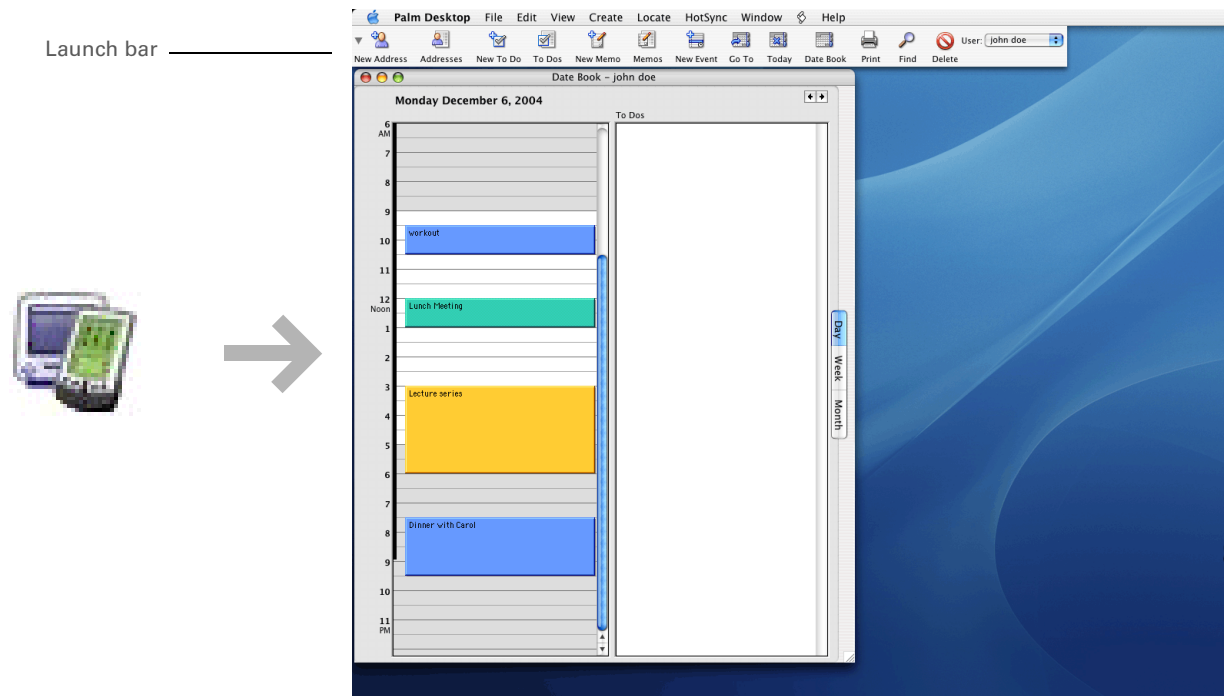 Palm Desktop File Edit View Create Locate HotSync Window Help
Launch bar
User: john doe
New Address Addresses New To Do To Dos New Memo Memos New Event Go To Today Date Book Print Find Delete
Date Book – john doe
Monday December 6, 2004
To Dos
6
AM
7
8
9
workout
10
11
12
Lunch Meeting
Noon
1
2
3
Lecture series
4
5
6
7
Dinner with Carol
8
9
10
11
PM
Day
Week
Month